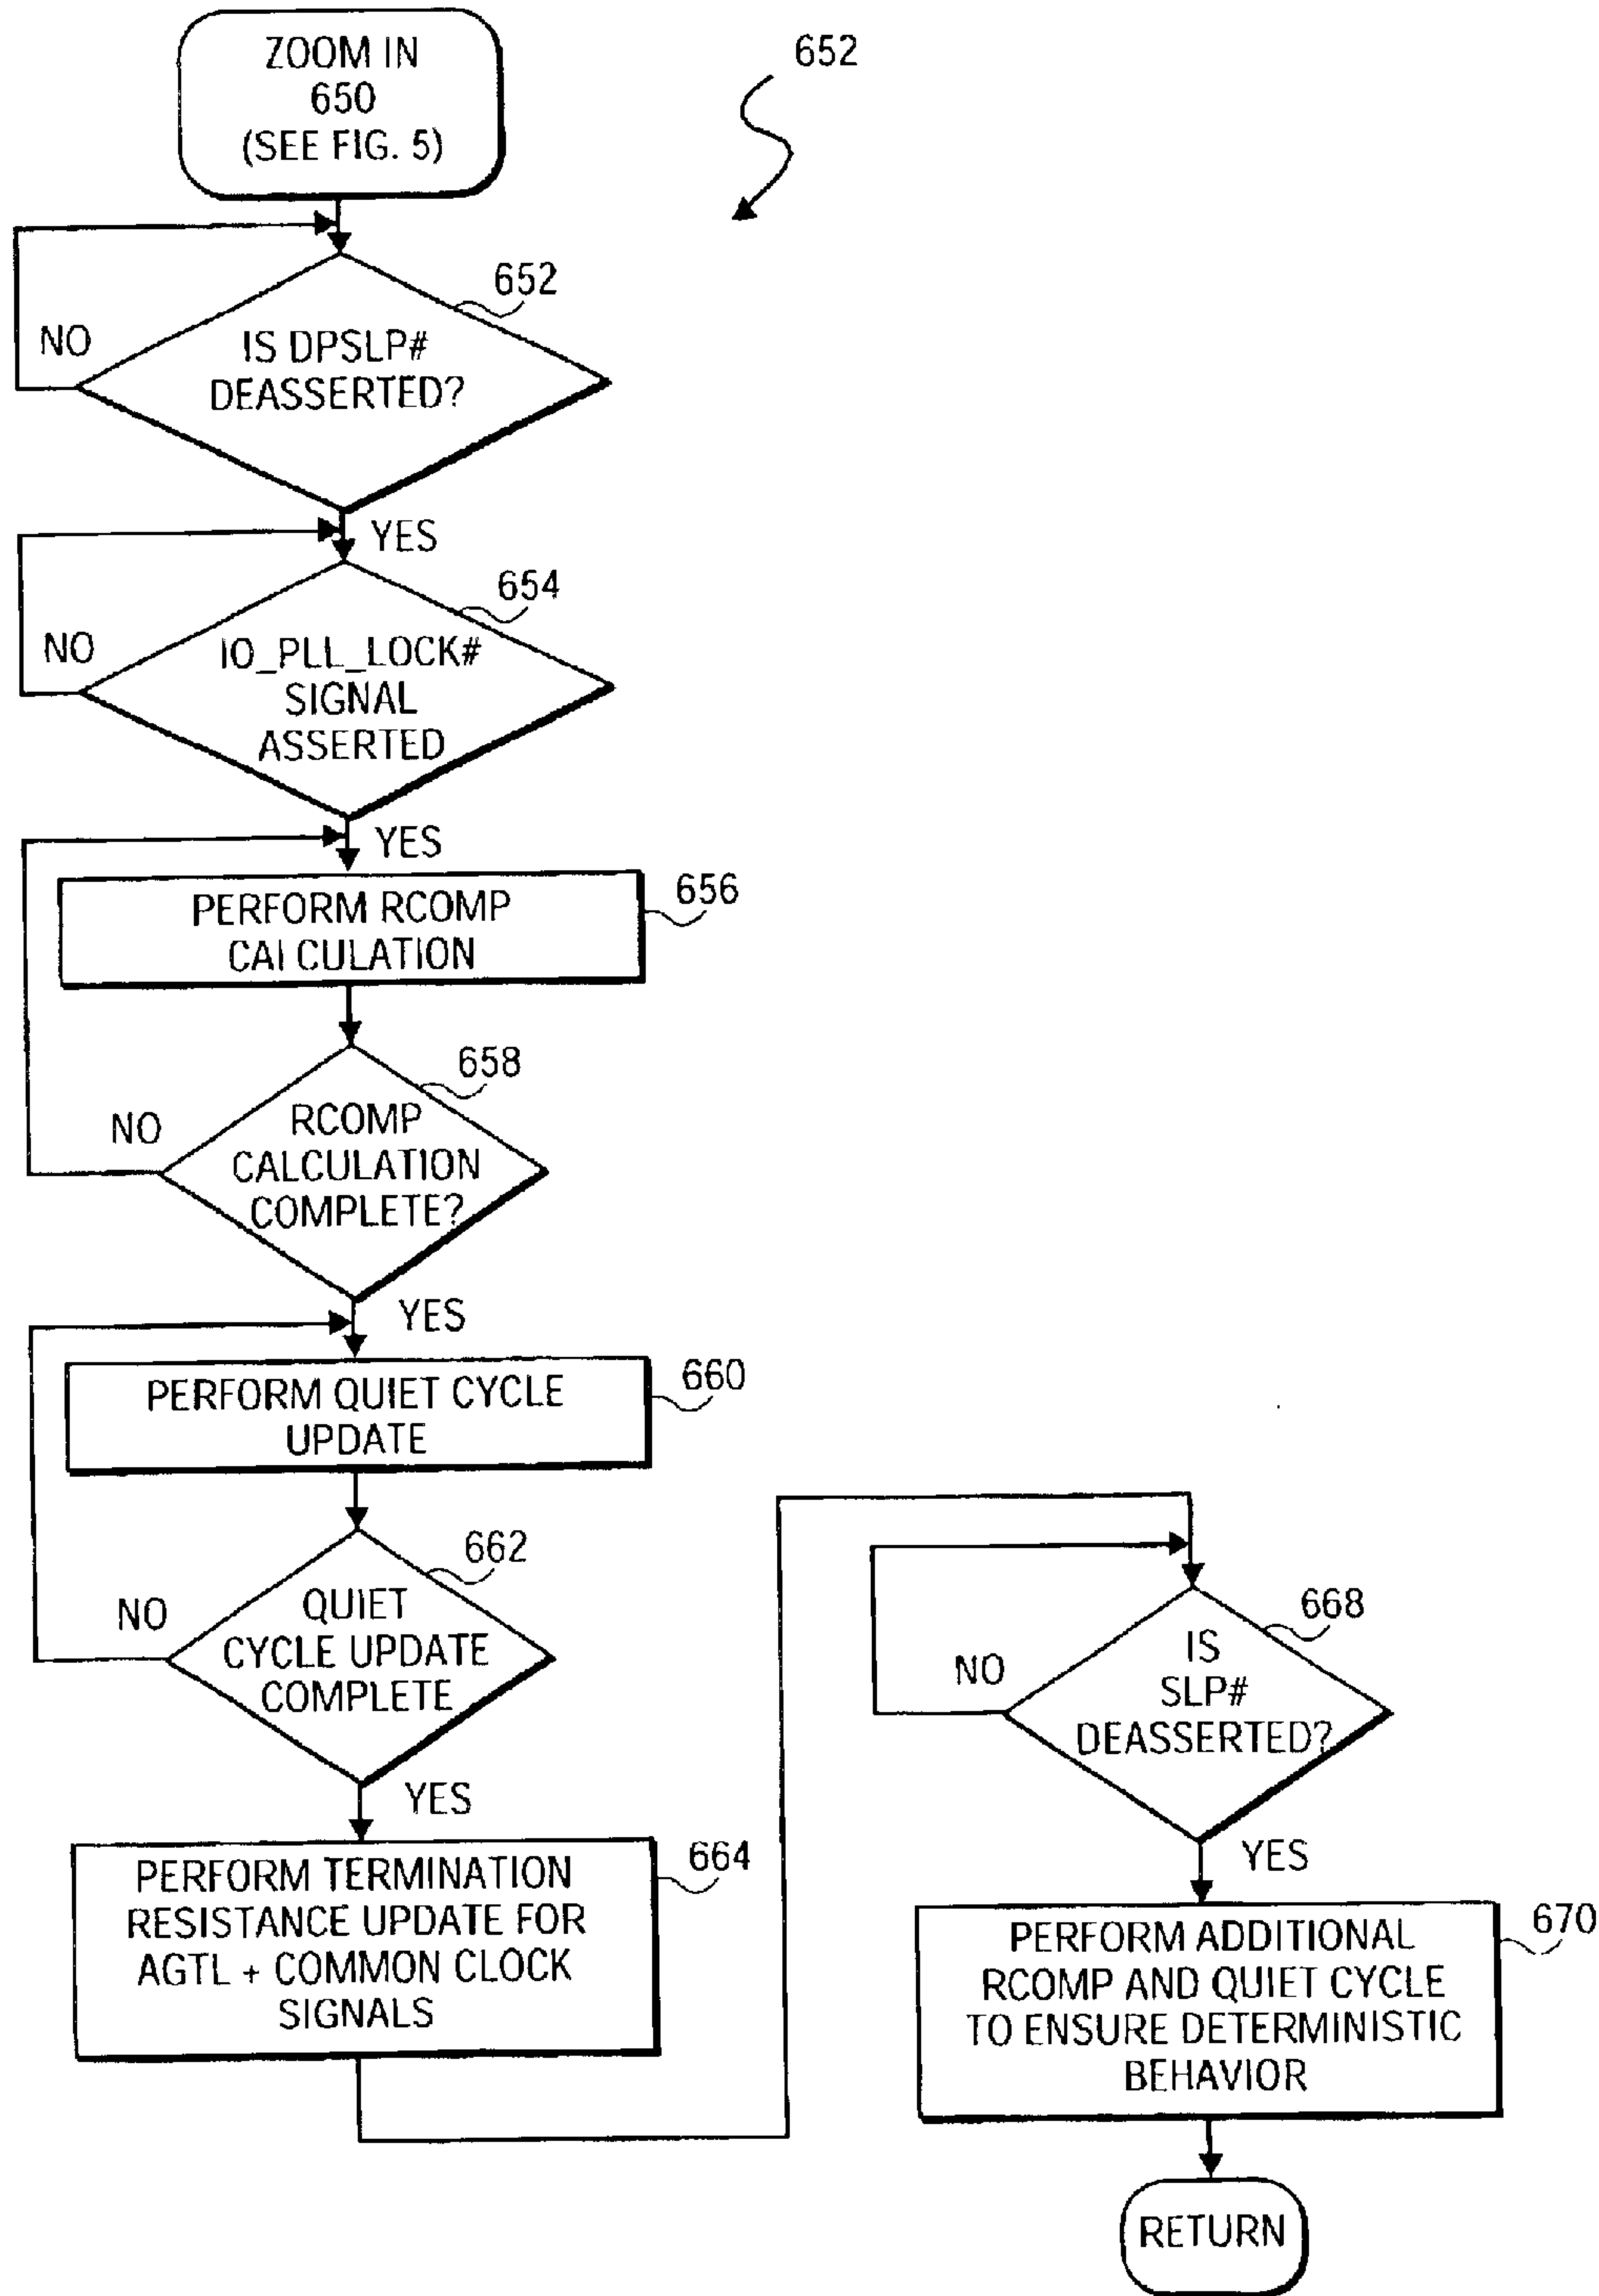 ZOOM IN
650
(SEE FIG. 5)
652
652
IS DPSLP#
DEASSERTED?
NO
YES
654
IO_PLL_LOCK#
SIGNAL
ASSERTED
NO
YES
656
PERFORM RCOMP
CALCULATION
658
RCOMP
CALCULATION
COMPLETE?
NO
YES
660
PERFORM QUIET CYCLE
UPDATE
662
QUIET
CYCLE UPDATE
COMPLETE
NO
YES
664
PERFORM TERMINATION
RESISTANCE UPDATE FOR
AGTL + COMMON CLOCK
SIGNALS
668
IS
SLP#
DEASSERTED?
NO
YES
670
PERFORM ADDITIONAL
RCOMP AND QUIET CYCLE
TO ENSURE DETERMINISTIC
BEHAVIOR
RETURN